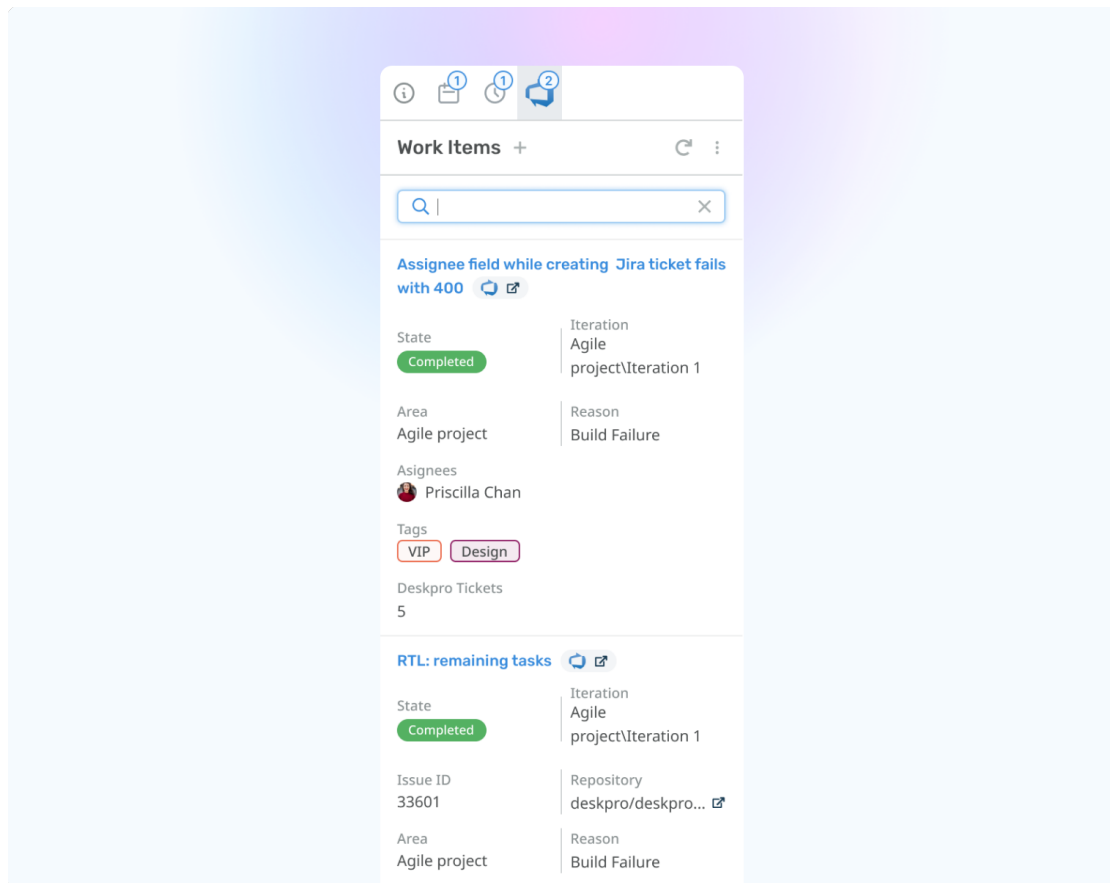 1
1
2
Work Items
Assignee field while creating Jira ticket fails
with 400
State
Completed
Iteration
Agile
project\Iteration 1
Area
Agile project
Reason
Build Failure
Asignees
Priscilla Chan
Tags
VIP
Design
Deskpro Tickets
5
RTL: remaining tasks
State
Completed
Iteration
Agile
project\Iteration 1
Issue ID
33601
Repository
deskpro/deskpro...
Area
Agile project
Reason
Build Failure